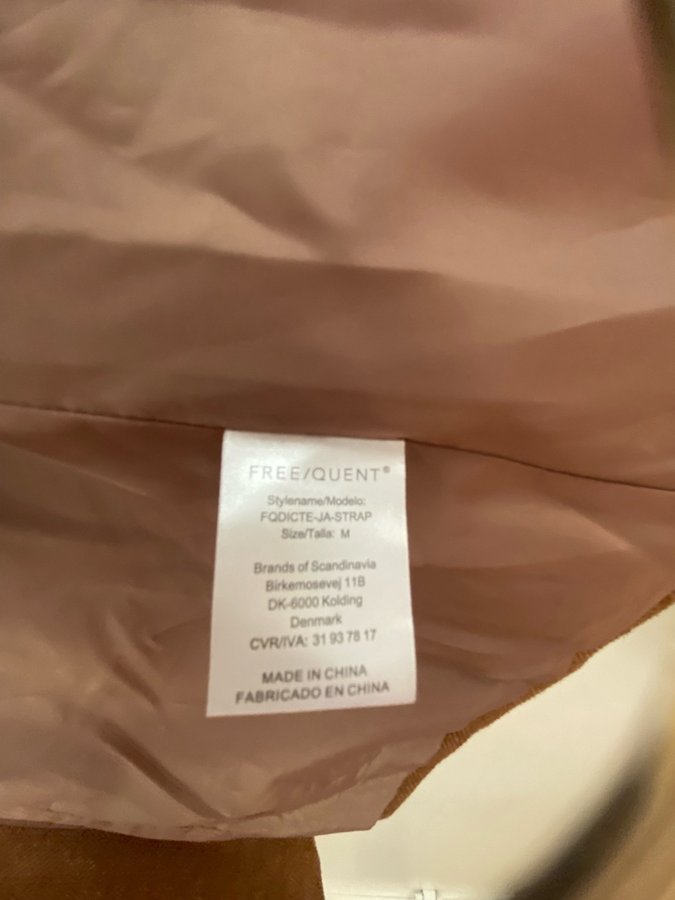 FREE/QUENT®
Stylename/Modelo:
FQDICTE-JA-STRAP
Size/Talla: M
Brands of Scandinavia
Birkemosevej 11B
DK-6000 Kolding
Denmark
CVR/IVA: 31 93 78 17
MADE IN CHINA
FABRICADO EN CHINA